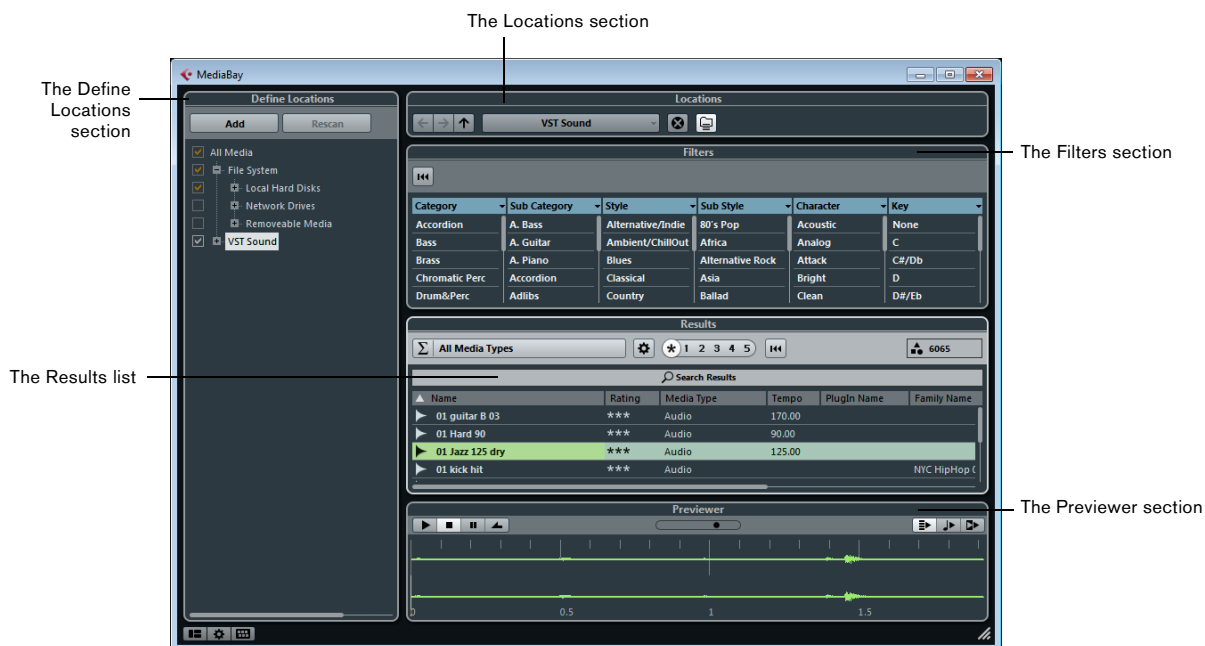 The Locations section
The Define
Locations
section
MediaBay
Define Locations
Add Rescan
All Media
File System
Local Hard Disks
Network Drives
Removeable Media
VST Sound
Locations
VST Sound
Filters
The Filters section
Category Sub Category Style Sub Style Character Key
Accordion A. Bass Alternative/Indie 80's Pop Acoustic None
Bass A. Guitar Ambient/ChillOut Africa Analog C
Brass A. Piano Blues Alternative Rock Attack C#/Db
Chromatic Perc Accordion Classical Asia Bright D
Drum&Perc Adlibs Country Ballad Clean D#/Eb
Results
Σ All Media Types * 1 2 3 4 5 6065
The Results list
Search Results
Name Rating Media Type Tempo PlugIn Name Family Name
01 guitar B 03 *** Audio 170.00
01 Hard 90 *** Audio 90.00
01 Jazz 125 dry *** Audio 125.00
01 kick hit *** Audio NYC HipHop
Previewer
The Previewer section
0 0.5 1 1.5